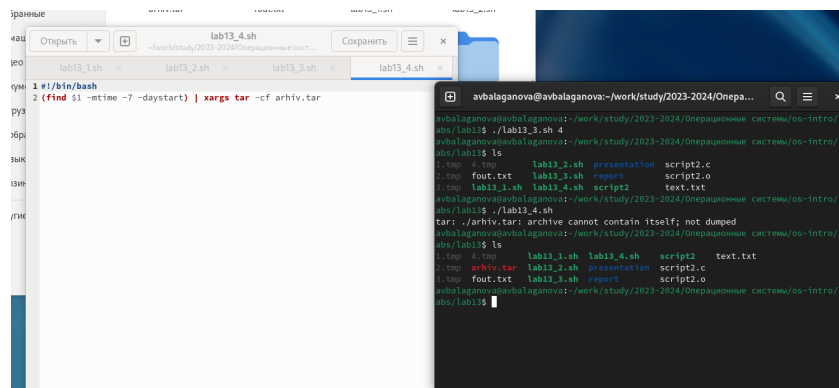 бранные
lab13_4.sh
Открыть
~/work/study/2023-2024/Операционные сист...
Сохранить
lab13_1.sh × lab13_2.sh × lab13_3.sh × lab13_4.sh ×
1 #!/bin/bash
2 (find $1 -mtime -7 -daystart) | xargs tar -cf arhiv.tar
avbalaganova@avbalaganova:~/work/study/2023-2024/Опера...
avbalaganova@avbalaganova:~/work/study/2023-2024/Операционные системы/os-intro/
abs/lab13$ ./lab13_3.sh 4
avbalaganova@avbalaganova:~/work/study/2023-2024/Операционные системы/os-intro/
abs/lab13$ ls
1.tmp 4.tmp lab13_2.sh presentation script2.c
2.tmp fout.txt lab13_3.sh report script2.o
3.tmp lab13_1.sh lab13_4.sh script2 text.txt
avbalaganova@avbalaganova:~/work/study/2023-2024/Операционные системы/os-intro/
abs/lab13$ ./lab13_4.sh
tar: ./arhiv.tar: archive cannot contain itself; not dumped
avbalaganova@avbalaganova:~/work/study/2023-2024/Операционные системы/os-intro/
abs/lab13$ ls
1.tmp 4.tmp lab13_1.sh lab13_4.sh script2 text.txt
2.tmp arhiv.tar lab13_2.sh presentation script2.c
3.tmp fout.txt lab13_3.sh report script2.o
avbalaganova@avbalaganova:~/work/study/2023-2024/Операционные системы/os-intro/
abs/lab13$